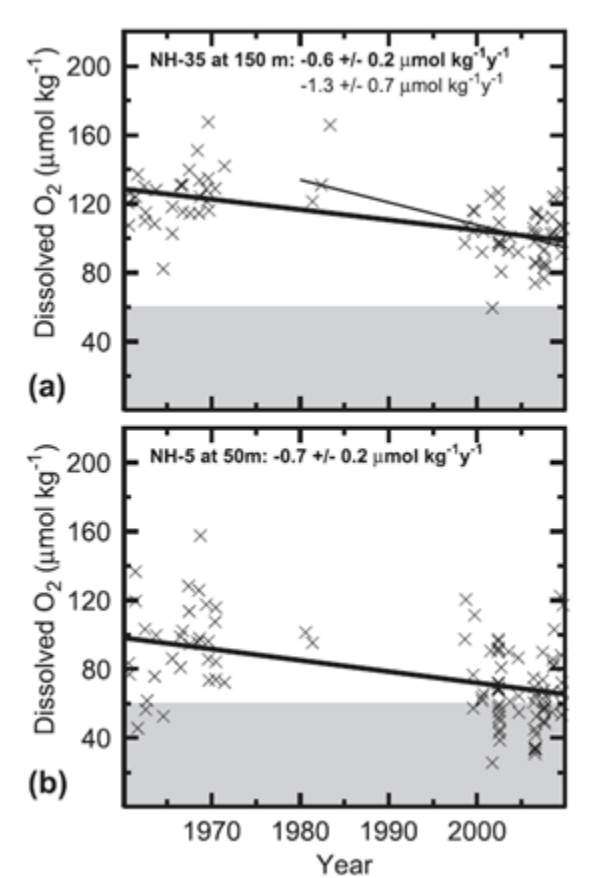 NH-35 at 150 m: -0.6 +/- 0.2 μmol kg⁻¹y⁻¹
-1.3 +/- 0.7 μmol kg⁻¹y⁻¹
200
160
120
80
40
Dissolved O₂ (μmol kg⁻¹)
(a)
NH-5 at 50m: -0.7 +/- 0.2 μmol kg⁻¹y⁻¹
200
160
120
80
40
Dissolved O₂ (μmol kg⁻¹)
(b)
1970 1980 1990 2000
Year